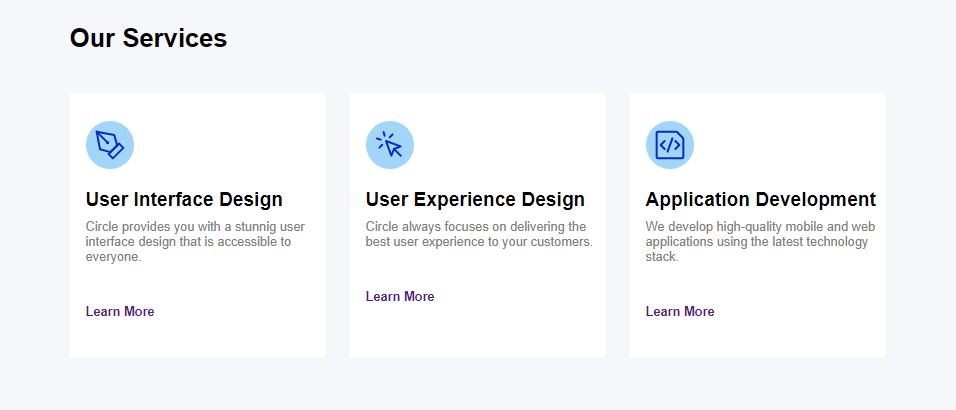 Our Services
User Interface Design
Circle provides you with a stunnig user
interface design that is accessible to
everyone.
Learn More
User Experience Design
Circle always focuses on delivering the
best user experience to your customers.
Learn More
Application Development
We develop high-quality mobile and web
applications using the latest technology
stack.
Learn More